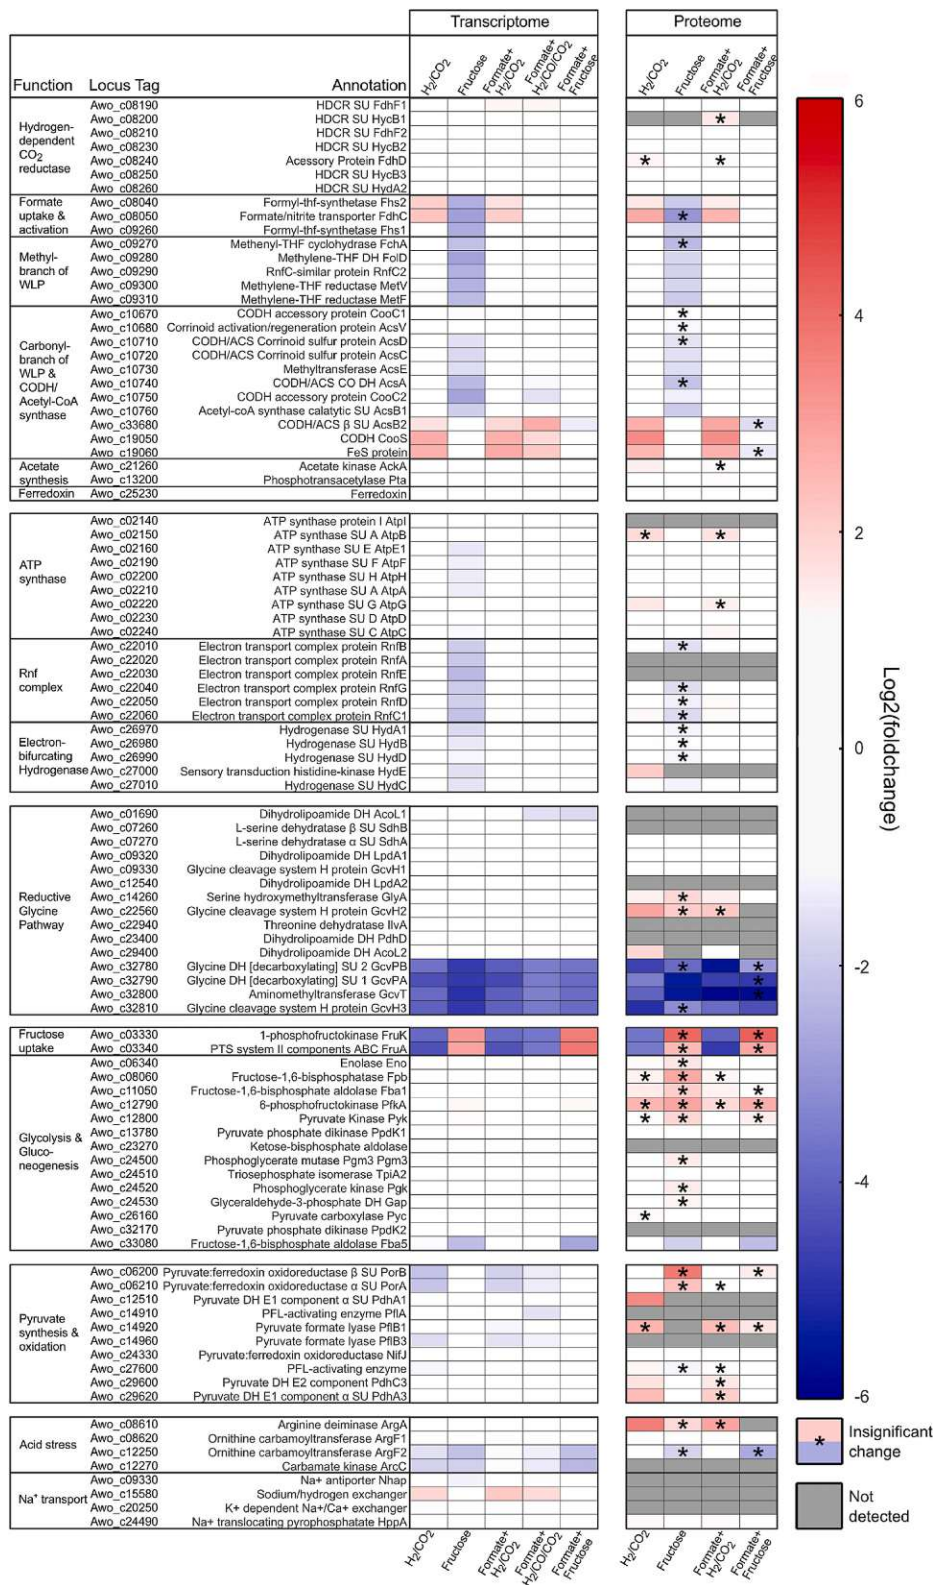 Transcriptome Proteome
H2/CO2 Fructose Formate+ H2/CO2 Formate+ H2/CO/CO2 Formate+ Fructose H2/CO2 Fructose Formate+ H2/CO2 Formate+ Fructose
Function Locus Tag Annotation
Hydrogen-dependent CO2 reductase
Awo_c08190 HDCR SU FdhF1
Awo_c08200 HDCR SU HycB1
Awo_c08210 HDCR SU FdhF2
Awo_c08230 HDCR SU HycB2
Awo_c08240 Acessory Protein FdhD
Awo_c08250 HDCR SU HycB3
Awo_c08260 HDCR SU HydA2
Formate uptake & activation
Awo_c08040 Formyl-thf-synthetase Fhs2
Awo_c08050 Formate/nitrite transporter FdhC
Awo_c09260 Formyl-thf-synthetase Fhs1
Methyl-branch of WLP
Awo_c09270 Methenyl-THF cyclohydrase FchA
Awo_c09280 Methylene-THF DH FolD
Awo_c09290 RnfC-similar protein RnfC2
Awo_c09300 Methylene-THF reductase MetV
Awo_c09310 Methylene-THF reductase MetF
Carbonyl-branch of WLP & CODH/ Acetyl-CoA synthase
Awo_c10670 CODH accessory protein CooC1
Awo_c10680 Corrinoid activation/regeneration protein AcsV
Awo_c10710 CODH/ACS Corrinoid sulfur protein AcsD
Awo_c10720 CODH/ACS Corrinoid sulfur protein AcsC
Awo_c10730 Methyltransferase AcsE
Awo_c10740 CODH/ACS CO DH AcsA
Awo_c10750 CODH accessory protein CooC2
Awo_c10760 Acetyl-coA synthase calatytic SU AcsB1
Awo_c33680 CODH/ACS β SU AcsB2
Awo_c19050 CODH CooS
Awo_c19060 FeS protein
Acetate synthesis
Awo_c21260 Acetate kinase AckA
Awo_c13200 Phosphotransacetylase Pta
Ferredoxin Awo_c25230 Ferredoxin
ATP synthase
Awo_c02140 ATP synthase protein I AtpI
Awo_c02150 ATP synthase SU A AtpB
Awo_c02160 ATP synthase SU E AtpE1
Awo_c02190 ATP synthase SU F AtpF
Awo_c02200 ATP synthase SU H AtpH
Awo_c02210 ATP synthase SU A AtpA
Awo_c02220 ATP synthase SU G AtpG
Awo_c02230 ATP synthase SU D AtpD
Awo_c02240 ATP synthase SU C AtpC
Rnf complex
Awo_c22010 Electron transport complex protein RnfB
Awo_c22020 Electron transport complex protein RnfA
Awo_c22030 Electron transport complex protein RnfE
Awo_c22040 Electron transport complex protein RnfG
Awo_c22050 Electron transport complex protein RnfD
Awo_c22060 Electron transport complex protein RnfC1
Electron-bifurcating Hydrogenase
Awo_c26970 Hydrogenase SU HydA1
Awo_c26980 Hydrogenase SU HydB
Awo_c26990 Hydrogenase SU HydD
Awo_c27000 Sensory transduction histidine-kinase HydE
Awo_c27010 Hydrogenase SU HydC
Reductive Glycine Pathway
Awo_c01690 Dihydrolipoamide DH AcoL1
Awo_c07260 L-serine dehydratase β SU SdhB
Awo_c07270 L-serine dehydratase α SU SdhA
Awo_c09320 Dihydrolipoamide DH LpdA1
Awo_c09330 Glycine cleavage system H protein GcvH1
Awo_c12540 Dihydrolipoamide DH LpdA2
Awo_c14260 Serine hydroxymethyltransferase GlyA
Awo_c22560 Glycine cleavage system H protein GcvH2
Awo_c22940 Threonine dehydratase IlvA
Awo_c23400 Dihydrolipoamide DH PdhD
Awo_c29400 Dihydrolipoamide DH AcoL2
Awo_c32780 Glycine DH [decarboxylating] SU 2 GcvPB
Awo_c32790 Glycine DH [decarboxylating] SU 1 GcvPA
Awo_c32800 Aminomethyltransferase GcvT
Awo_c32810 Glycine cleavage system H protein GcvH3
Fructose uptake
Awo_c03330 1-phosphofructokinase FruK
Awo_c03340 PTS system II components ABC FruA
Glycolysis & Gluco-neogenesis
Awo_c06340 Enolase Eno
Awo_c08060 Fructose-1,6-bisphosphatase Fpb
Awo_c11050 Fructose-1,6-bisphosphate aldolase Fba1
Awo_c12790 6-phosphofructokinase PfkA
Awo_c12800 Pyruvate Kinase Pyk
Awo_c13780 Pyruvate phosphate dikinase PpdK1
Awo_c23270 Ketose-bisphosphate aldolase
Awo_c24500 Phosphoglycerate mutase Pgm3 Pgm3
Awo_c24510 Triosephosphate isomerase TpiA2
Awo_c24520 Phosphoglycerate kinase Pgk
Awo_c24530 Glyceraldehyde-3-phosphate DH Gap
Awo_c26160 Pyruvate carboxylase Pyc
Awo_c32170 Pyruvate phosphate dikinase PpdK2
Awo_c33080 Fructose-1,6-bisphosphate aldolase Fba5
Pyruvate synthesis & oxidation
Awo_c06200 Pyruvate:ferredoxin oxidoreductase β SU PorB
Awo_c06210 Pyruvate:ferredoxin oxidoreductase α SU PorA
Awo_c12510 Pyruvate DH E1 component α SU PdhA1
Awo_c14910 PFL-activating enzyme PflA
Awo_c14920 Pyruvate formate lyase PflB1
Awo_c14960 Pyruvate formate lyase PflB3
Awo_c24330 Pyruvate:ferredoxin oxidoreductase NifJ
Awo_c27600 PFL-activating enzyme
Awo_c29600 Pyruvate DH E2 component PdhC3
Awo_c29620 Pyruvate DH E1 component α SU PdhA3
Acid stress
Awo_c08610 Arginine deiminase ArgA
Awo_c08620 Ornithine carbamoyltransferase ArgF1
Awo_c12250 Ornithine carbamoyltransferase ArgF2
Awo_c12270 Carbamate kinase ArcC
Na+ transport
Awo_c09330 Na+ antiporter Nhap
Awo_c15580 Sodium/hydrogen exchanger
Awo_c20250 K+ dependent Na+/Ca+ exchanger
Awo_c24490 Na+ translocating pyrophosphatate HppA
H2/CO2 Fructose Formate+ H2/CO2 Formate+ H2/CO/CO2 Formate+ Fructose H2/CO2 Fructose Formate+ H2/CO2 Formate+ Fructose
6
4
2
0
-2
-4
-6
Log2(foldchange)
* Insignificant change
Not detected